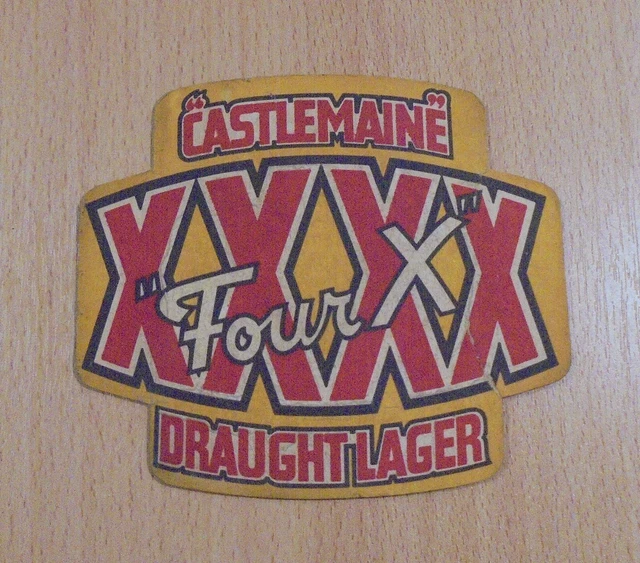 "CASTLEMAINE"
XXXX
"Four X"
DRAUGHT LAGER